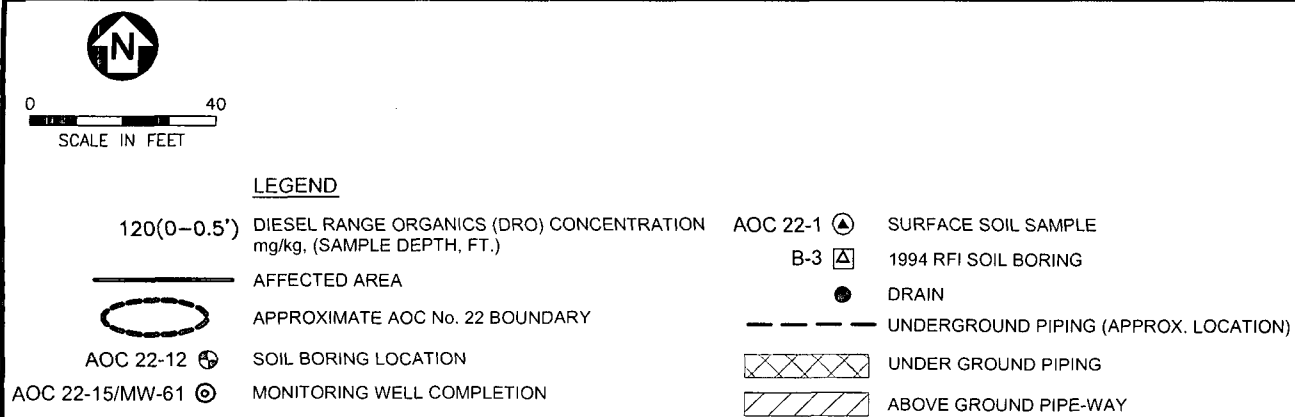 N
0 40
SCALE IN FEET
LEGEND
120(0-0.5') DIESEL RANGE ORGANICS (DRO) CONCENTRATION
mg/kg, (SAMPLE DEPTH, FT.)
AFFECTED AREA
APPROXIMATE AOC No. 22 BOUNDARY
AOC 22-12 SOIL BORING LOCATION
AOC 22-15/MW-61 MONITORING WELL COMPLETION
AOC 22-1 SURFACE SOIL SAMPLE
B-3 1994 RFI SOIL BORING
DRAIN
UNDERGROUND PIPING (APPROX. LOCATION)
UNDER GROUND PIPING
ABOVE GROUND PIPE-WAY